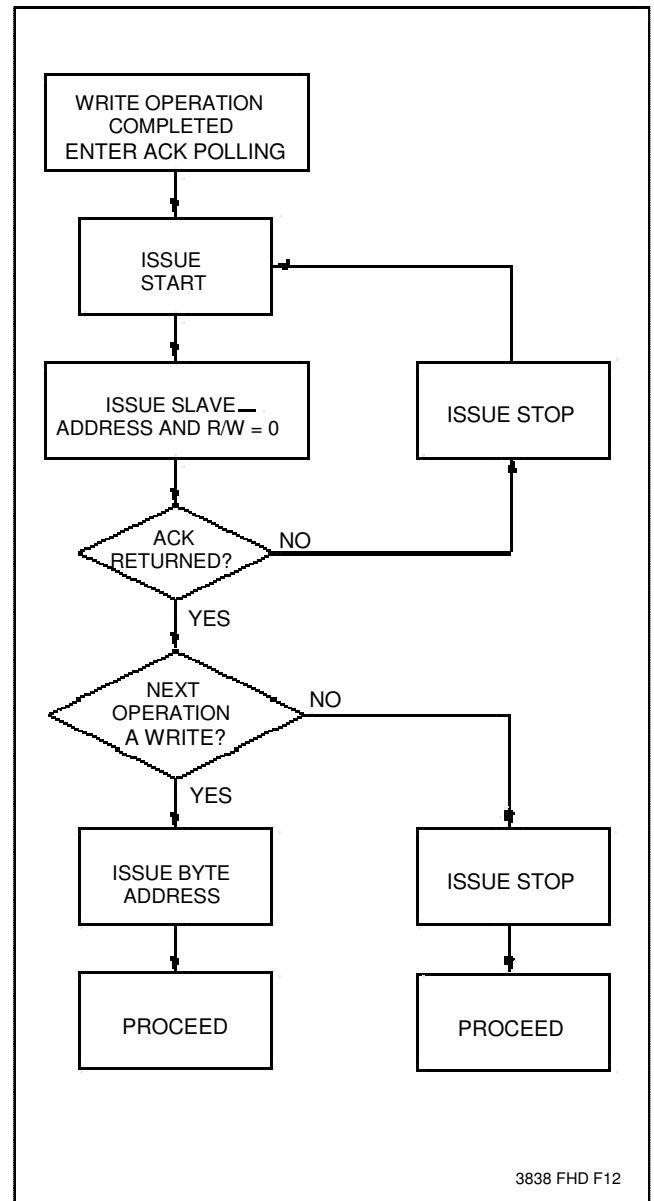 WRITE OPERATION
COMPLETED
ENTER ACK POLLING
ISSUE
START
ISSUE SLAVE
ADDRESS AND R/W = 0
ISSUE STOP
ACK
RETURNED?
NO
YES
NEXT
OPERATION
A WRITE?
NO
YES
ISSUE BYTE
ADDRESS
ISSUE STOP
PROCEED
PROCEED
3838 FHD F12